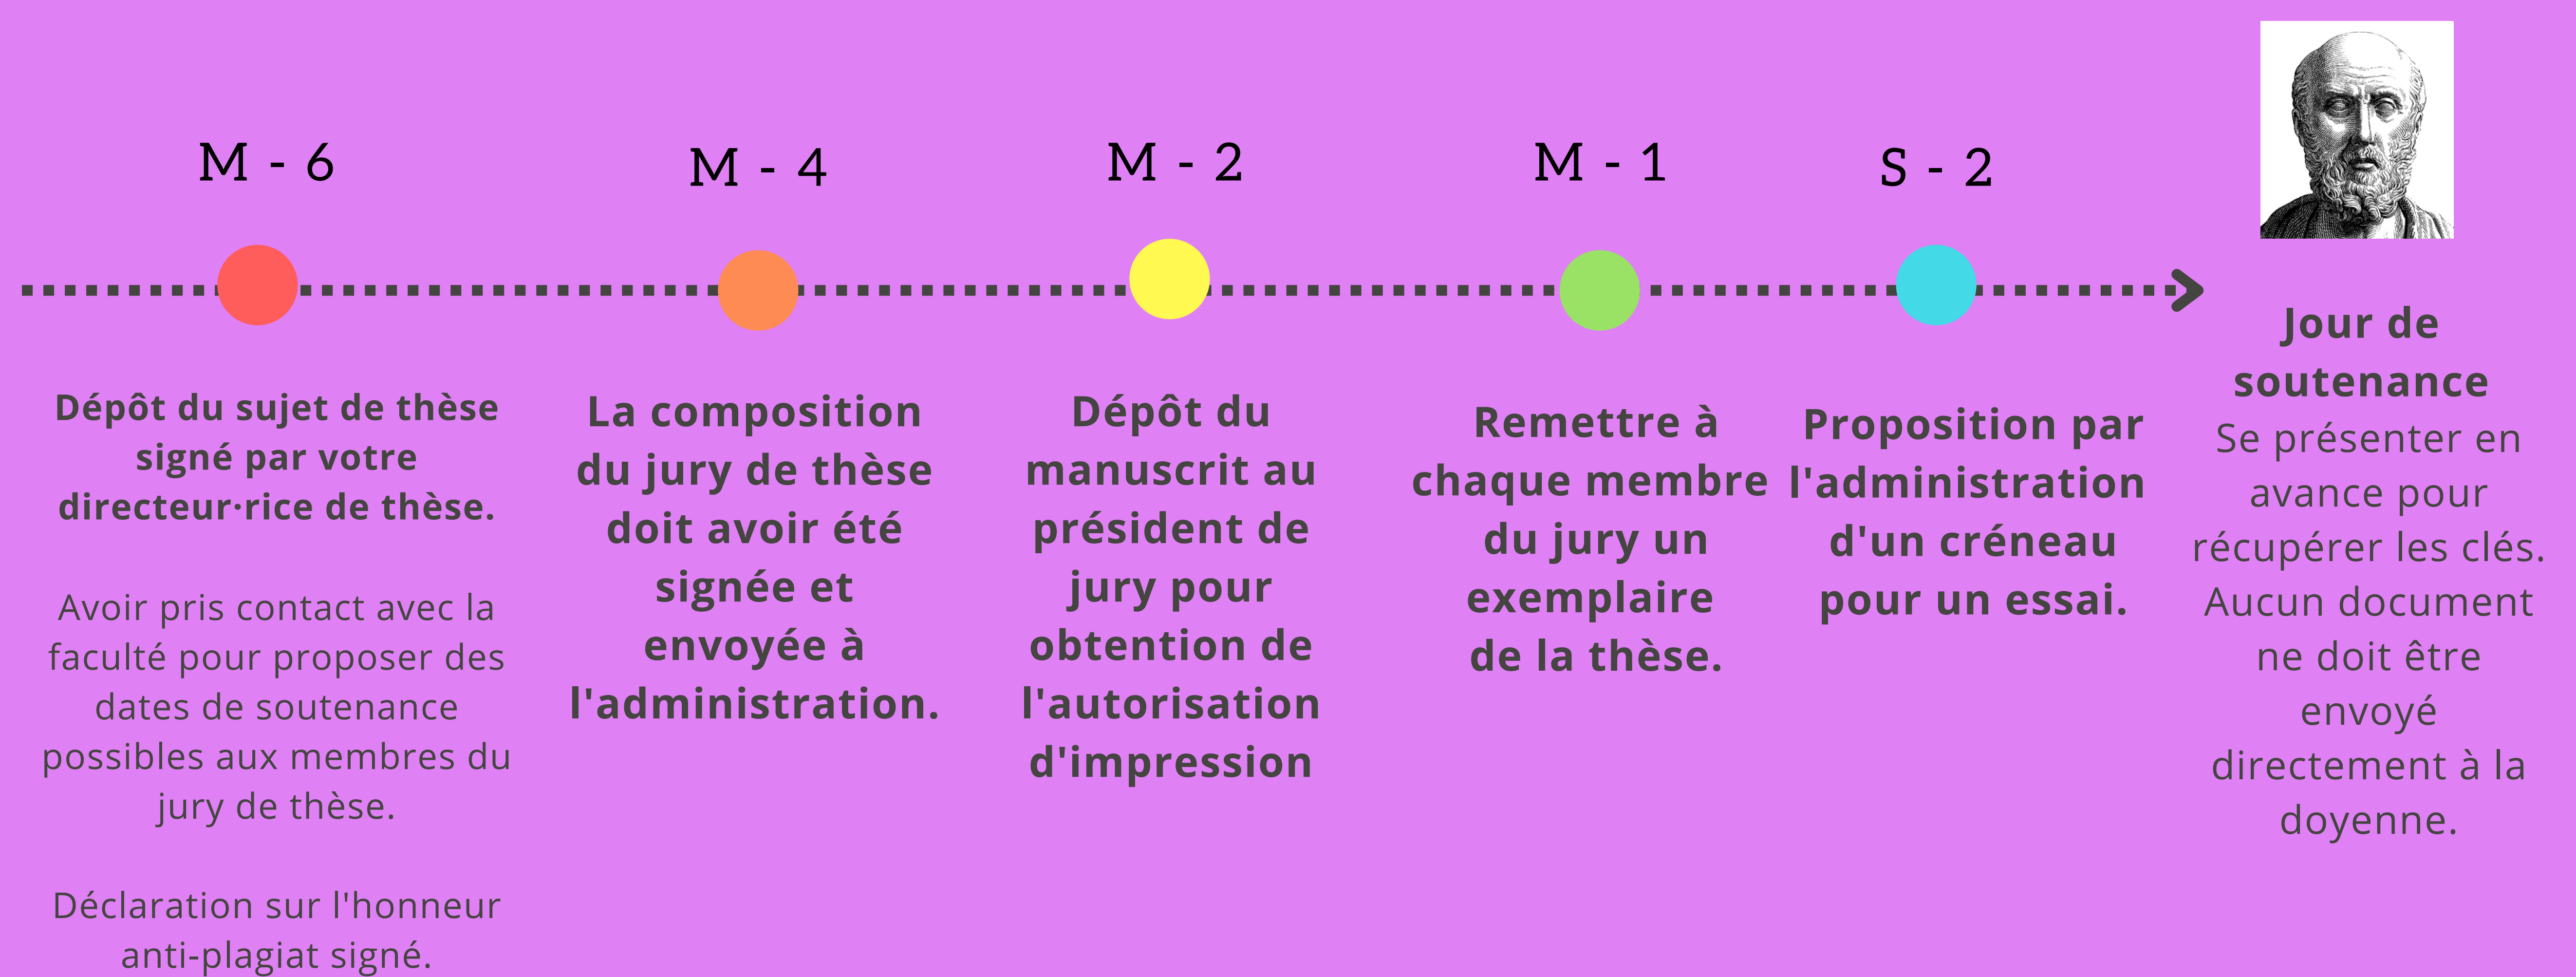 M - 6
Dépôt du sujet de thèse
signé par votre
directeur·rice de thèse.
Avoir pris contact avec la
faculté pour proposer des
dates de soutenance
possibles aux membres du
jury de thèse.
Déclaration sur l'honneur
anti-plagiat signé.
M - 4
La composition
du jury de thèse
doit avoir été
signée et
envoyée à
l'administration.
M - 2
Dépôt du
manuscrit au
président de
jury pour
obtention de
l'autorisation
d'impression
M - 1
Remettre à
chaque membre
du jury un
exemplaire
de la thèse.
S - 2
Proposition par
l'administration
d'un créneau
pour un essai.
Jour de
soutenance
Se présenter en
avance pour
récupérer les clés.
Aucun document
ne doit être
envoyé
directement à la
doyenne.